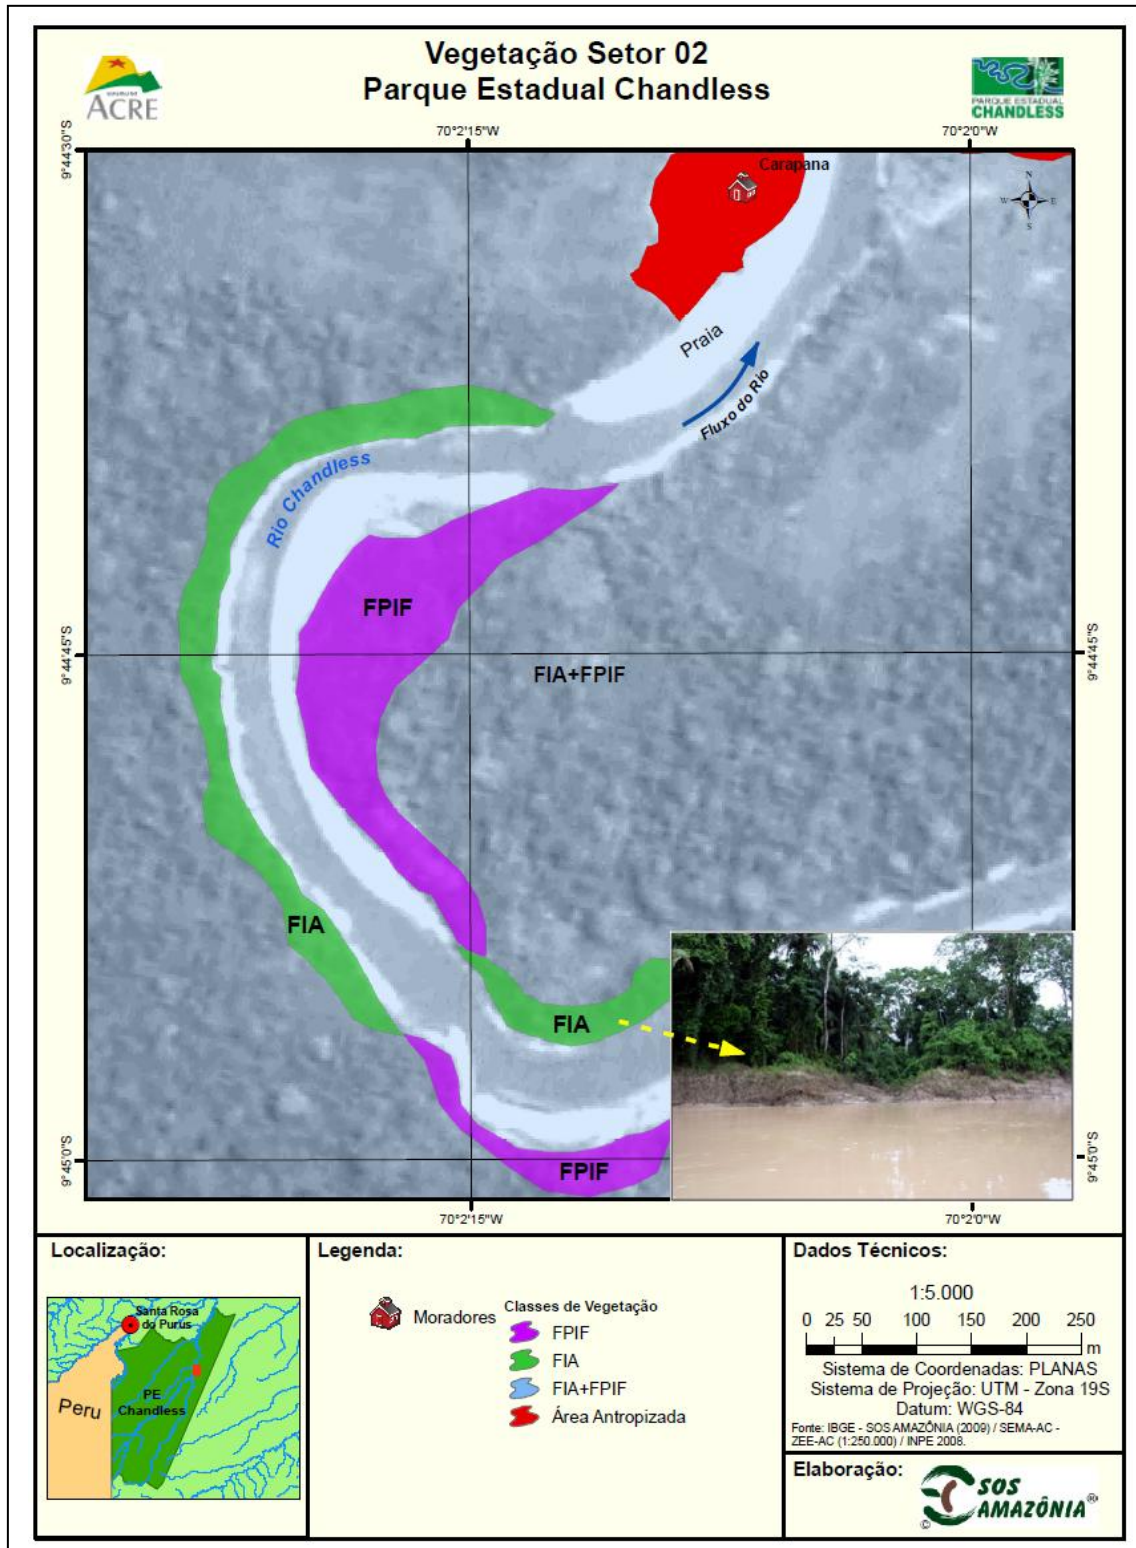 Vegetação Setor 02
Parque Estadual Chandless
ACRE
PARQUE ESTADUAL
CHANDLESS
70°2'15"W
70°2'0"W
9°44'30"S
Carapana
N
W E
S
Praia
Fluxo do Rio
Rio Chandless
FPIF
9°44'45"S
9°44'45"S
FIA+FPIF
FIA
FIA
9°45'0"S
9°45'0"S
FPIF
70°2'15"W
70°2'0"W
Localização:
Santa Rosa
do Purus
PE
Chandless
Peru
Legenda:
Moradores
Classes de Vegetação
FPIF
FIA
FIA+FPIF
Área Antropizada
Dados Técnicos:
1:5.000
0 25 50 100 150 200 250
m
Sistema de Coordenadas: PLANAS
Sistema de Projeção: UTM - Zona 19S
Datum: WGS-84
Fonte: IBGE - SOS AMAZÔNIA (2009) / SEMA-AC -
ZEE-AC (1:250.000) / INPE 2008.
Elaboração:
SOS
AMAZÔNIA®
©